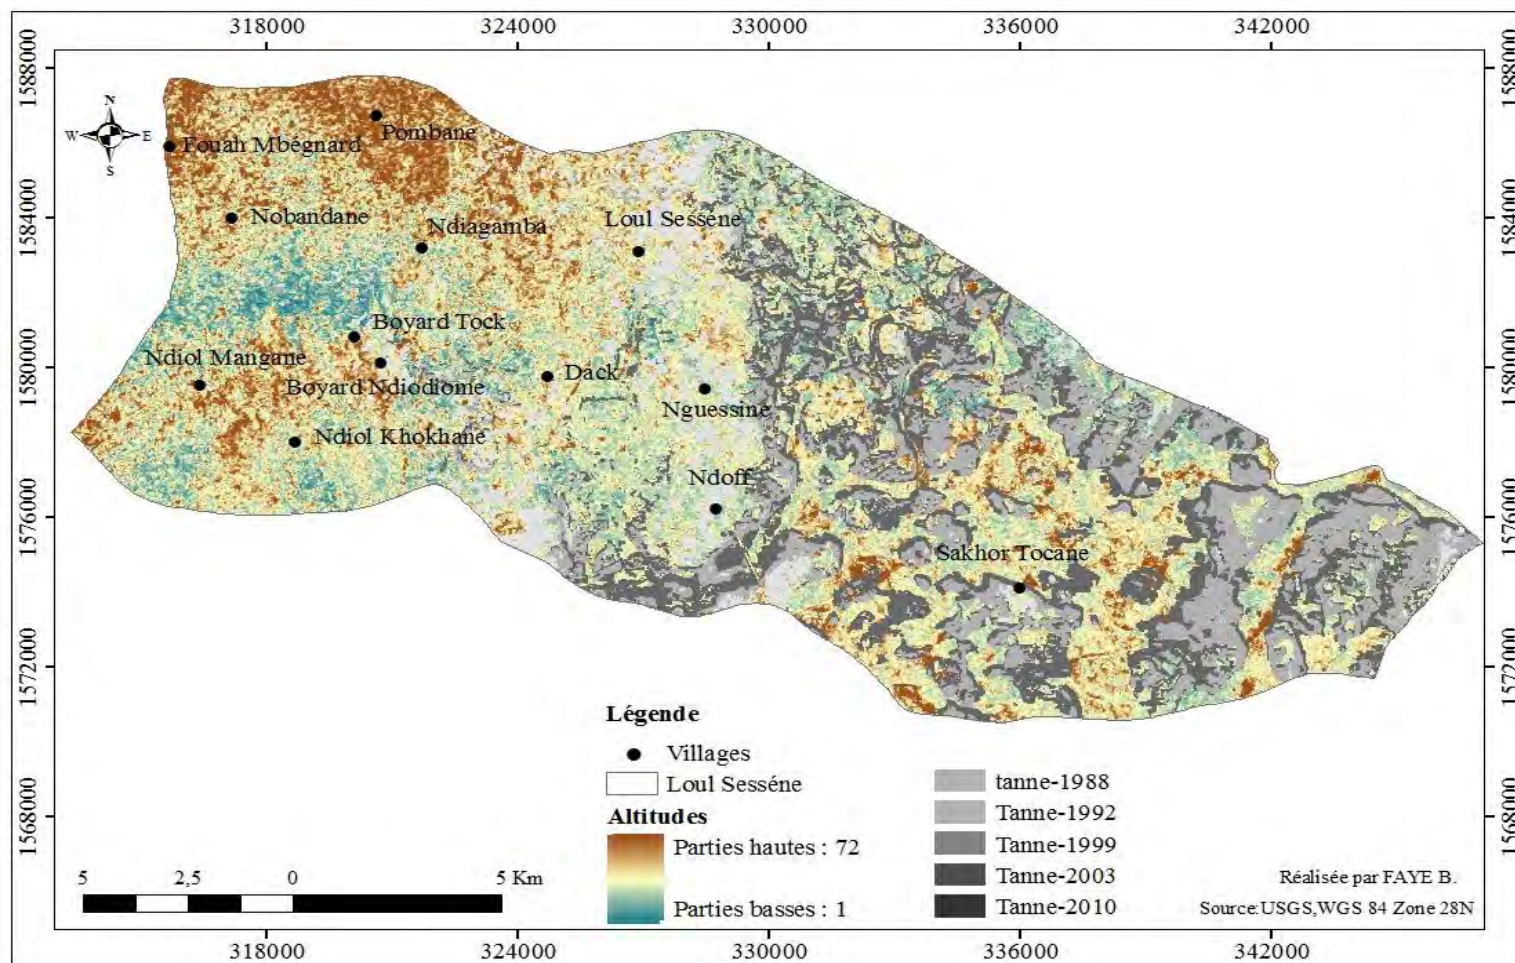 318000 324000 330000 336000 342000
1588000
1588000
N
W E
S
Pombane
Fouah Mbégnard
Nobandane
Ndiagamba
Loul Sesséne
1584000
1584000
Boyard Tock
Ndiol Mangane
Boyard Ndiodiome
Dack
Nguessine
1580000
1580000
Ndiol Khokhane
Ndoff
1576000
1576000
Sakhor Tocane
1572000
1572000
Légende
Villages
Loul Sesséne
Altitudes
Parties hautes : 72
Parties basses : 1
tanne-1988
Tanne-1992
Tanne-1999
Tanne-2003
Tanne-2010
1568000
1568000
5 2,5 0 5 Km
Réalisée par FAYE B.
Source:USGS,WGS 84 Zone 28N
318000 324000 330000 336000 342000